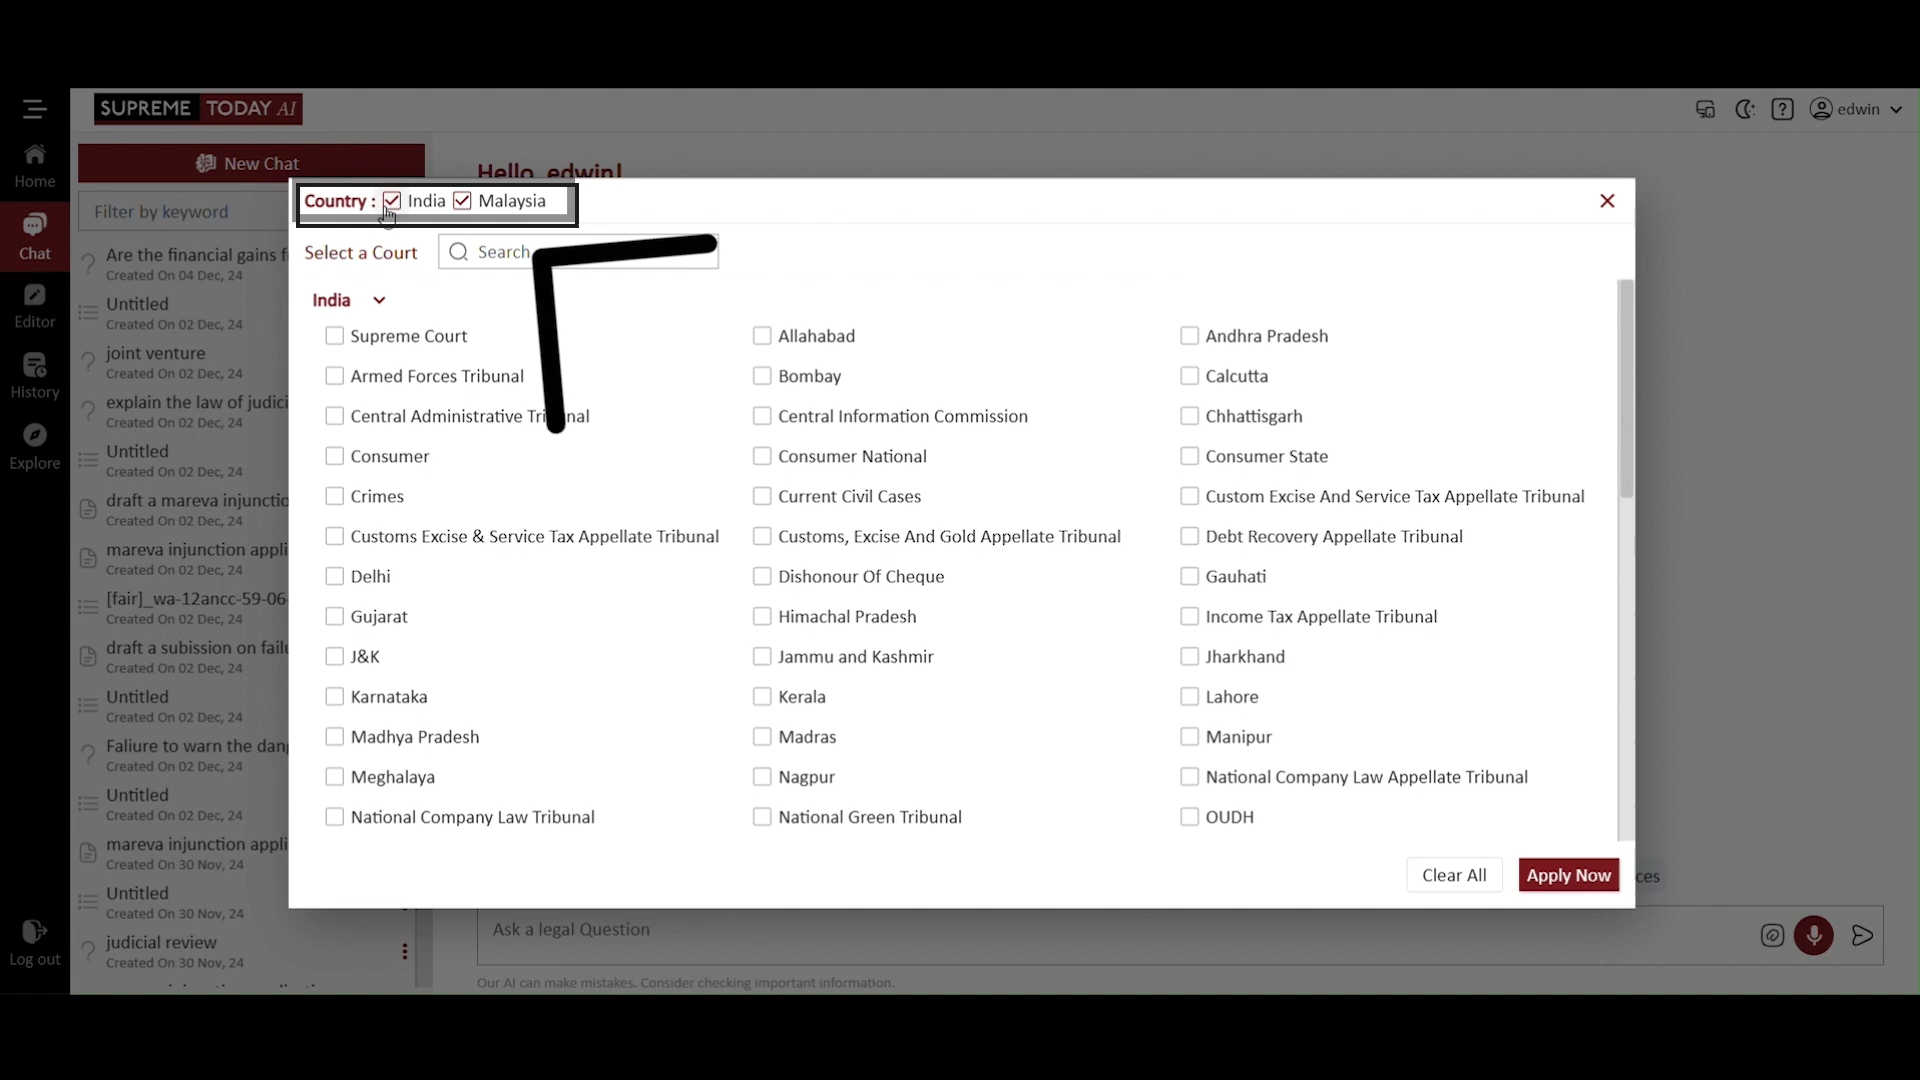 SUPREME TODAY AI
edwin
Home
Chat
Editor
History
Explore
Log out
New Chat
Filter by keyword
Are the financial gains f
Created On 04 Dec, 24
Untitled
Created On 02 Dec, 24
joint venture
Created On 02 Dec, 24
explain the law of judici
Created On 02 Dec, 24
Untitled
Created On 02 Dec, 24
draft a mareva injunctio
Created On 02 Dec, 24
mareva injunction appli
Created On 02 Dec, 24
[fair]_wa-12ancc-59-06-
Created On 02 Dec, 24
draft a subission on failu
Created On 02 Dec, 24
Untitled
Created On 02 Dec, 24
Faliure to warn the dang
Created On 02 Dec, 24
Untitled
Created On 02 Dec, 24
mareva injunction appli
Created On 30 Nov, 24
Untitled
Created On 30 Nov, 24
judicial review
Created On 30 Nov, 24
Hello, edwin!
Country : India Malaysia
Select a Court Search
India
Supreme Court Allahabad Andhra Pradesh
Armed Forces Tribunal Bombay Calcutta
Central Administrative Central Information Commission Chhattisgarh
Consumer Consumer National Consumer State
Crimes Current Civil Cases Custom Excise And Service Tax Appellate Tribunal
Customs Excise & Service Tax Appellate Tribunal Customs, Excise And Gold Appellate Tribunal Debt Recovery Appellate Tribunal
Delhi Dishonour Of Cheque Gauhati
Gujarat Himachal Pradesh Income Tax Appellate Tribunal
J&K Jammu and Kashmir Jharkhand
Karnataka Kerala Lahore
Madhya Pradesh Madras Manipur
Meghalaya Nagpur National Company Law Appellate Tribunal
National Company Law Tribunal National Green Tribunal OUDH
Clear All Apply Now
ces
Ask a legal Question
Our AI can make mistakes. Consider checking important information.